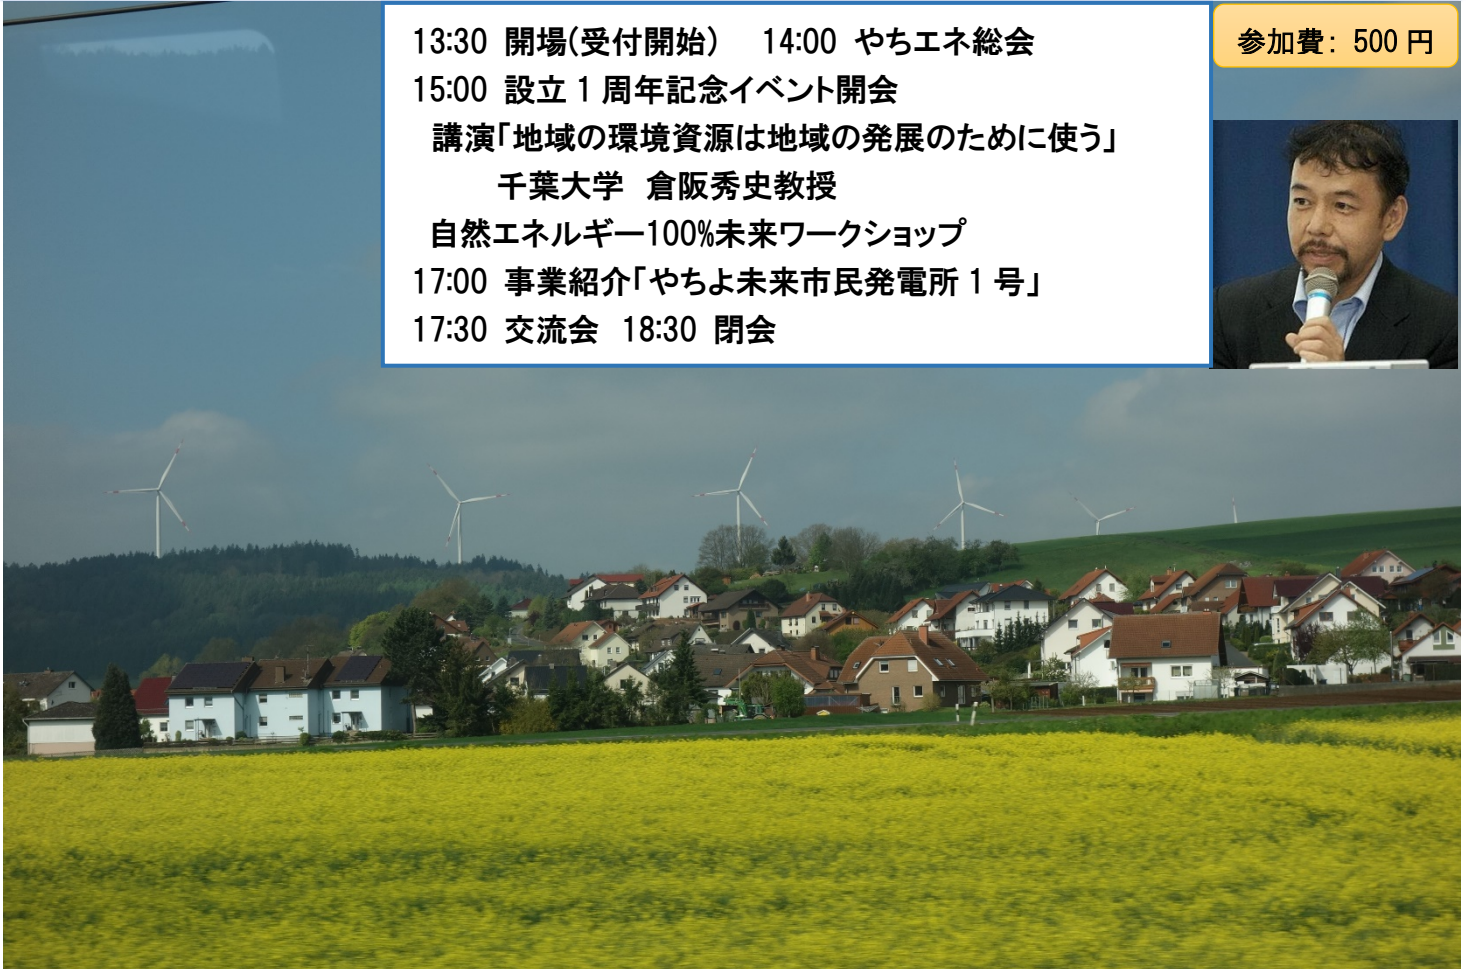 13:30 開場(受付開始)　14:00 やちエネ総会
15:00 設立1周年記念イベント開会
講演「地域の環境資源は地域の発展のために使う」
千葉大学　倉阪秀史教授
自然エネルギー100%未来ワークショップ
17:00 事業紹介「やちよ未来市民発電所1号」
17:30 交流会　18:30 閉会
参加費: 500円